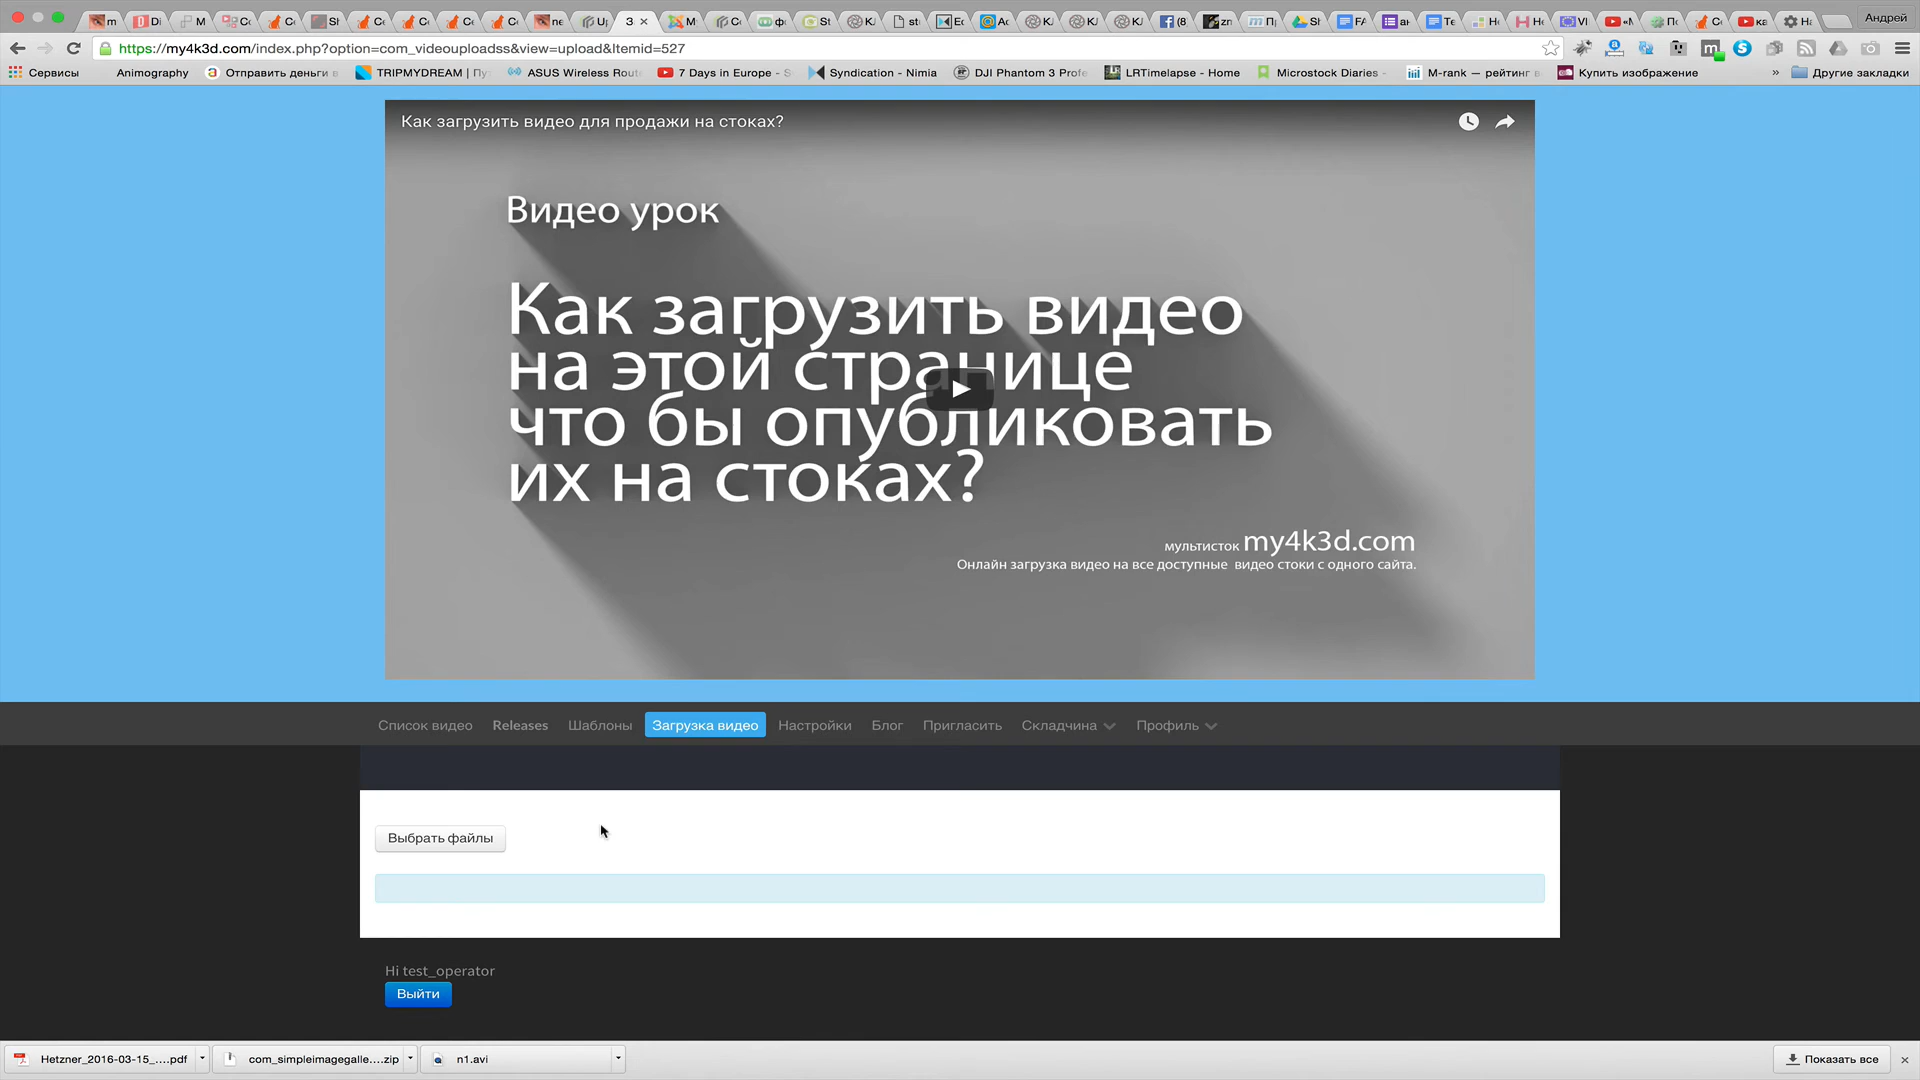 Андрей
https://my4k3d.com/index.php?option=com_videouploadss&view=upload&Itemid=527
Сервисы
Animography
Отправить деньги в
TRIPMYDREAM | Пу
ASUS Wireless Rout
7 Days in Europe - S
Syndication - Nimia
DJI Phantom 3 Profe
LRTimelapse - Home
Microstock Diaries -
M-rank — рейтинг в
Купить изображение
»
Другие закладки
Как загрузить видео для продажи на стоках?
Видео урок
Как загрузить видео
на этой странице
что бы опубликовать
их на стоках?
мультисток my4k3d.com
Онлайн загрузка видео на все доступные видео стоки с одного сайта.
Список видео
Releases
Шаблоны
Загрузка видео
Настройки
Блог
Пригласить
Складчина
Профиль
Выбрать файлы
Hi test_operator
Выйти
Hetzner_2016-03-15_....pdf
com_simpleimagegalle....zip
n1.avi
Показать все